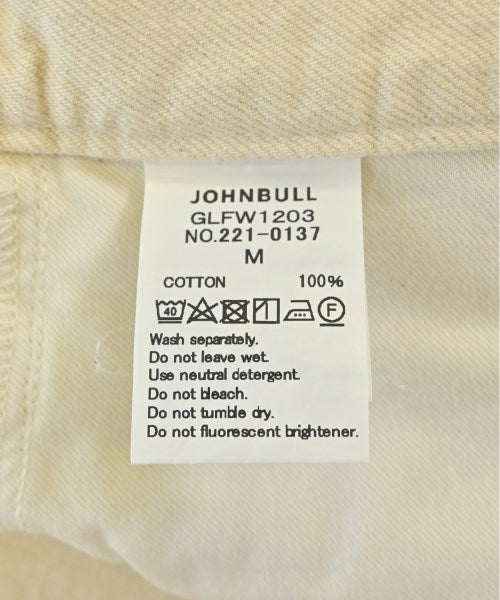 JOHNBULL
GLFW1203
NO.221-0137
M
COTTON 100%
40 F
Wash separately.
Do not leave wet.
Use neutral detergent.
Do not bleach.
Do not tumble dry.
Do not fluorescent brightener.